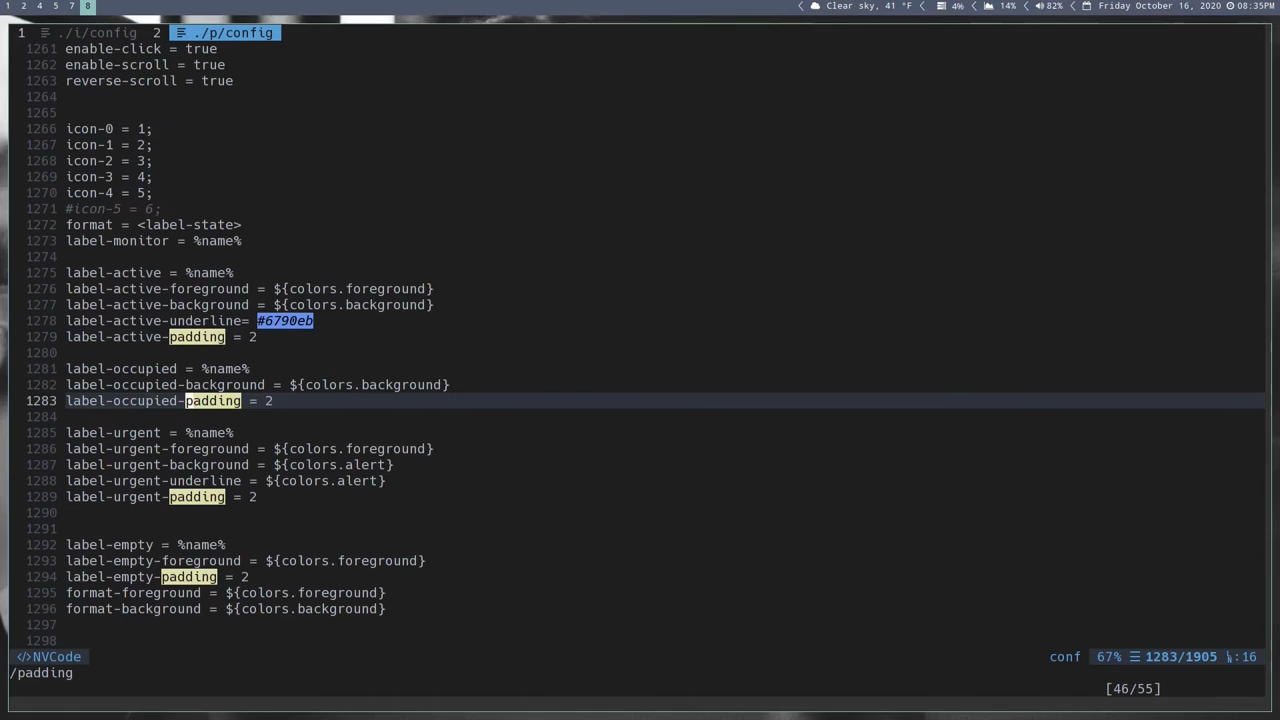 1 2 4 5 7 8 Clear sky, 41 °F 4% 14% 82% Friday October 16, 2020 08:35PM
1 ./i/config 2 ./p/config
1261 enable-click = true
1262 enable-scroll = true
1263 reverse-scroll = true
1264
1265
1266 icon-0 = 1;
1267 icon-1 = 2;
1268 icon-2 = 3;
1269 icon-3 = 4;
1270 icon-4 = 5;
1271 #icon-5 = 6;
1272 format = <label-state>
1273 label-monitor = %name%
1274
1275 label-active = %name%
1276 label-active-foreground = ${colors.foreground}
1277 label-active-background = ${colors.background}
1278 label-active-underline= #6790eb
1279 label-active-padding = 2
1280
1281 label-occupied = %name%
1282 label-occupied-background = ${colors.background}
1283 label-occupied-padding = 2
1284
1285 label-urgent = %name%
1286 label-urgent-foreground = ${colors.foreground}
1287 label-urgent-background = ${colors.alert}
1288 label-urgent-underline = ${colors.alert}
1289 label-urgent-padding = 2
1290
1291
1292 label-empty = %name%
1293 label-empty-foreground = ${colors.foreground}
1294 label-empty-padding = 2
1295 format-foreground = ${colors.foreground}
1296 format-background = ${colors.background}
1297
1298
</>NVCode conf 67% ☰ 1283/1905 :16
/padding
[46/55]